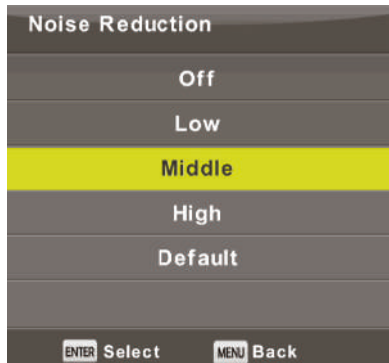 Noise Reduction
Off
Low
Middle
High
Default
ENTER Select MENU Back